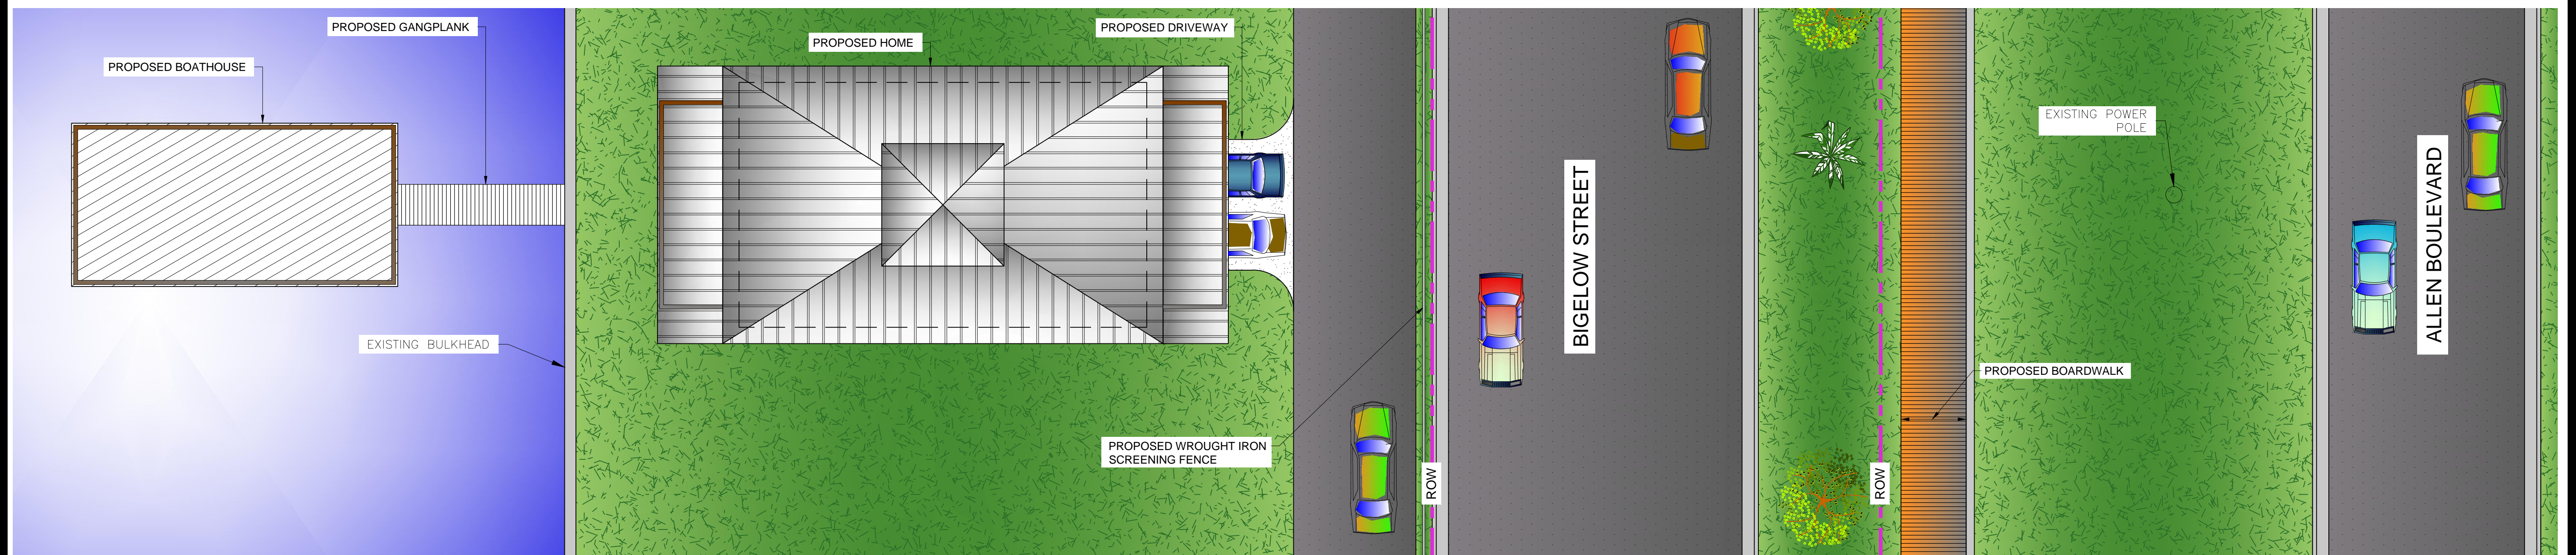 PROPOSED GANGPLANK
PROPOSED BOATHOUSE
PROPOSED HOME
PROPOSED DRIVEWAY
EXISTING BULKHEAD
PROPOSED WROUGHT IRON
SCREENING FENCE
ROW
BIGELOW STREET
ROW
PROPOSED BOARDWALK
EXISTING POWER
POLE
ALLEN BOULEVARD